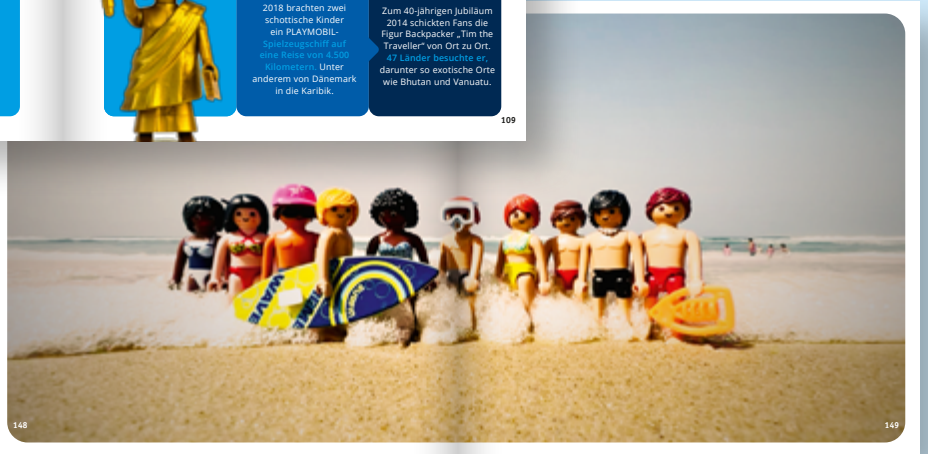 2018 brachten zwei
schottische Kinder
ein PLAYMOBIL-
Spielzeugschiff auf
eine Reise von 4.500
Kilometern. Unter
anderem von Dänemark
in die Karibik.
Zum 40-jährigen Jubiläum
2014 schickten Fans die
Figur Backpacker „Tim the
Traveller“ von Ort zu Ort.
47 Länder besuchte er,
darunter so exotische Orte
wie Bhutan und Vanuatu.
109
148
149